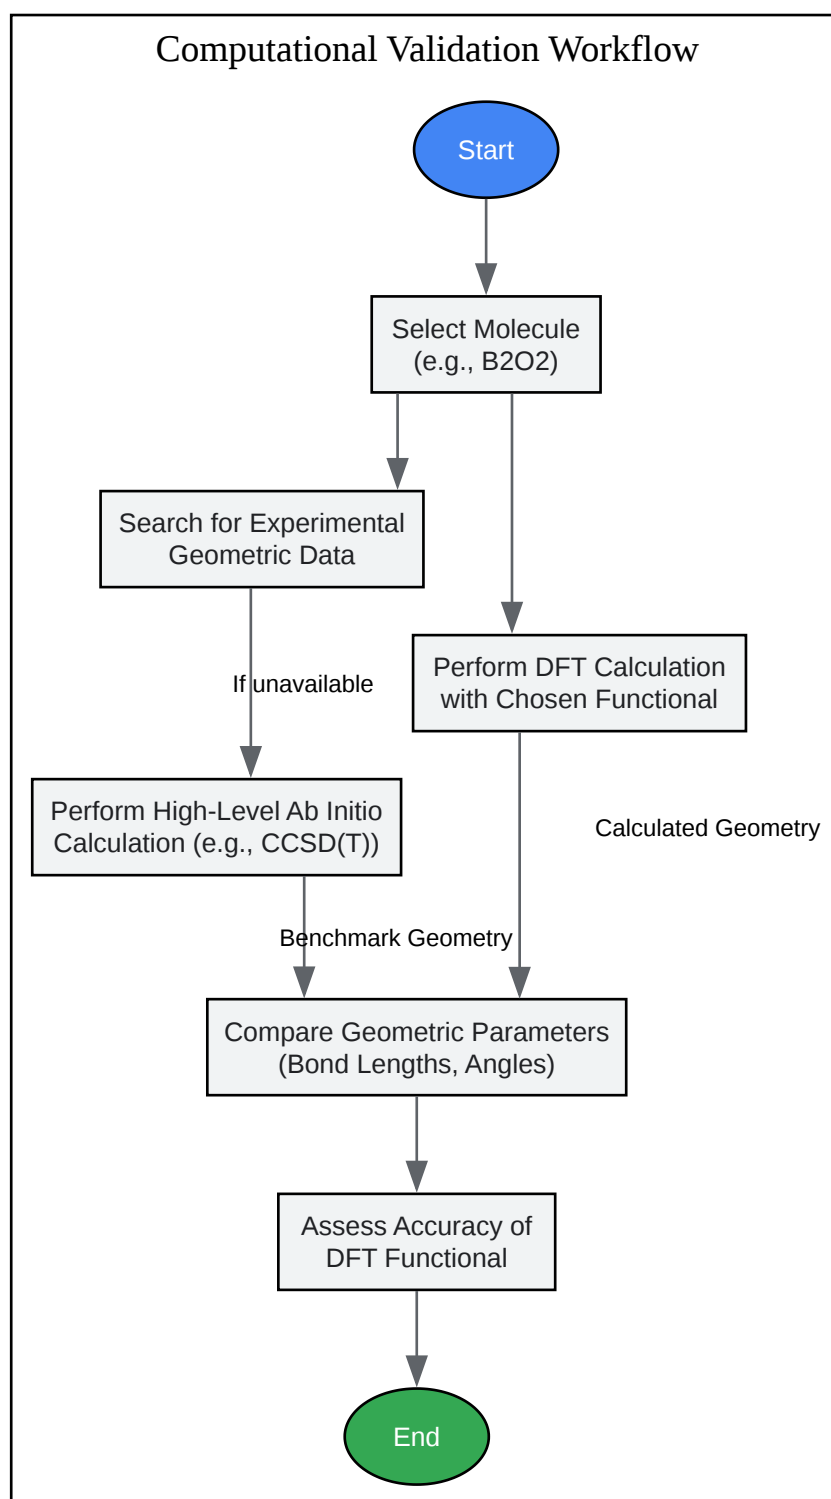 Computational Validation Workflow
Start
Select Molecule
(e.g., B2O2)
Search for Experimental
Geometric Data
If unavailable
Perform DFT Calculation
with Chosen Functional
Perform High-Level Ab Initio
Calculation (e.g., CCSD(T))
Calculated Geometry
Benchmark Geometry
Compare Geometric Parameters
(Bond Lengths, Angles)
Assess Accuracy of
DFT Functional
End